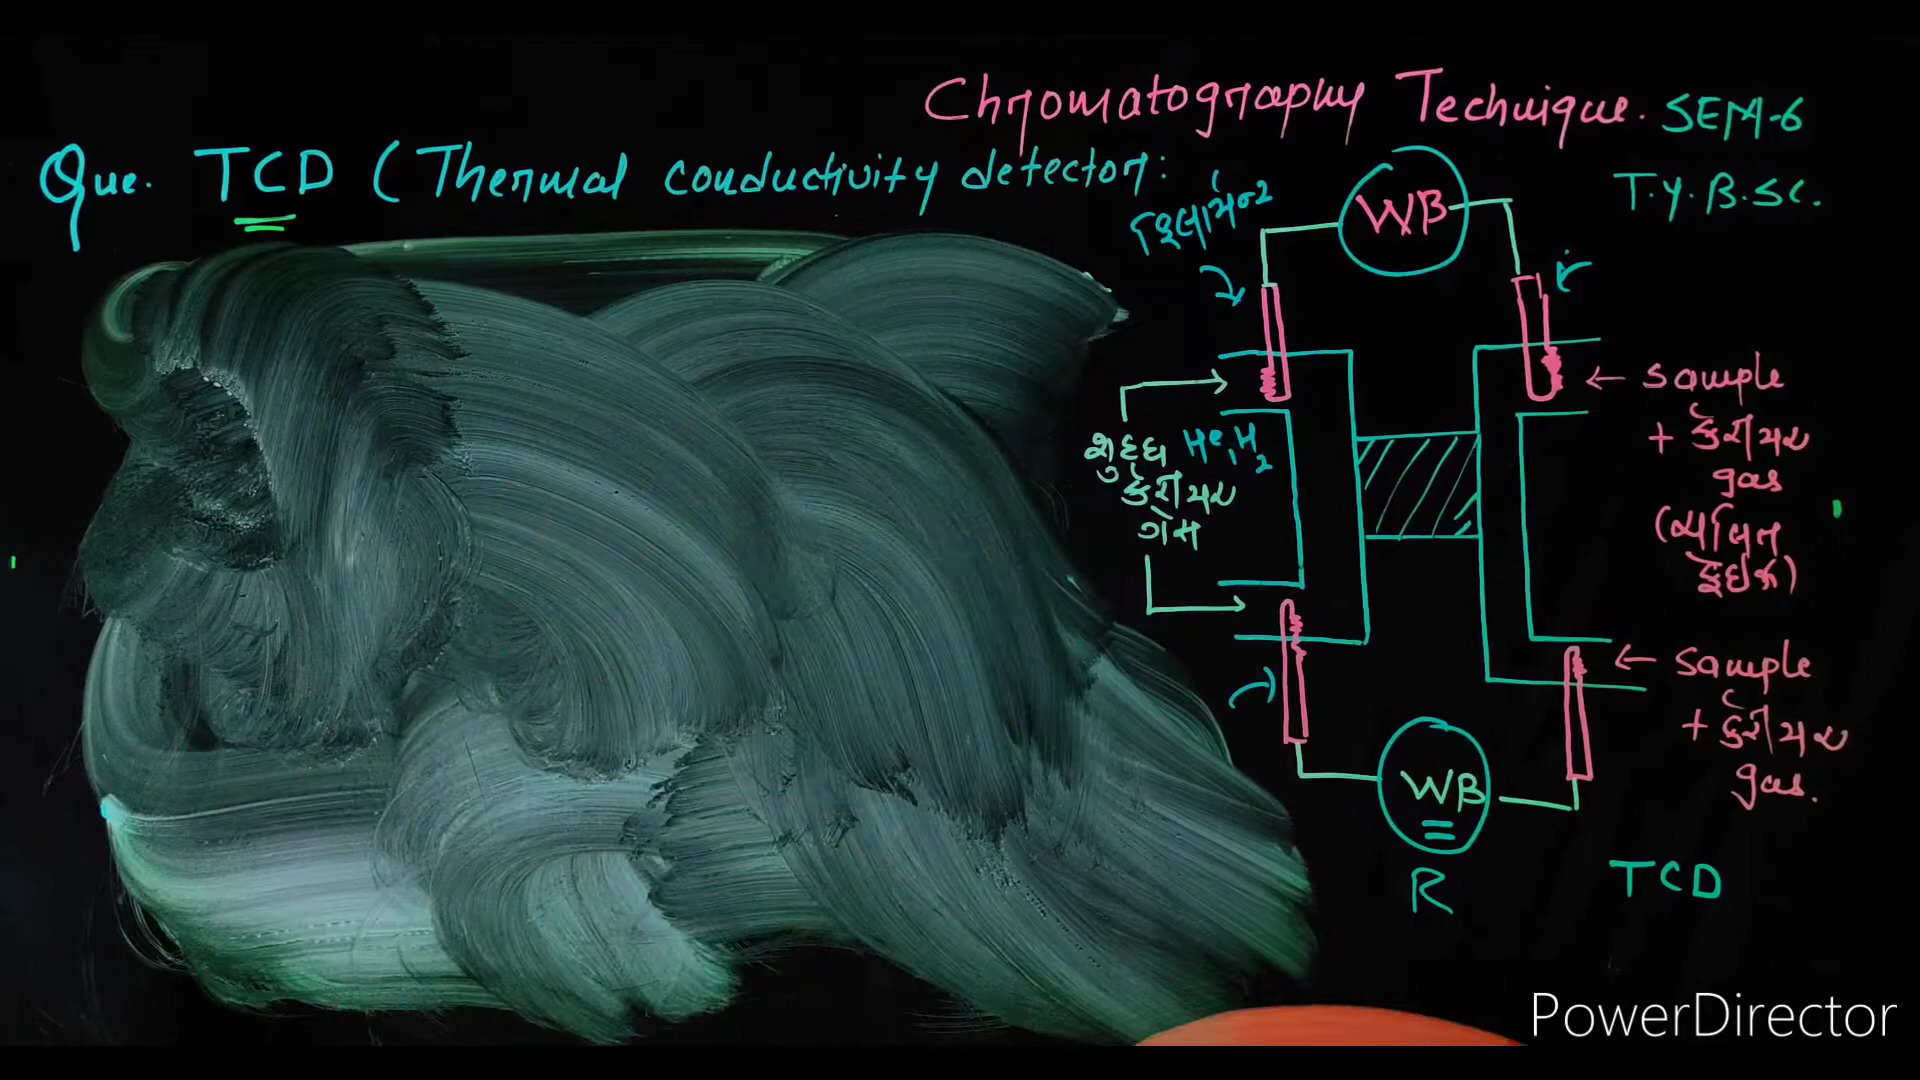 Chromatography Technique. SEM-6
T.Y.B.Sc.
Que. TCD (Thermal conductivity detector:
ફિલામેન્ટ
WB
શુદ્ધ He, H2
કેરીયર
ગેસ
← sample
+ કેરીયર
gas
← sample
+ કેરીયર
gas.
WB
R
TCD
PowerDirector